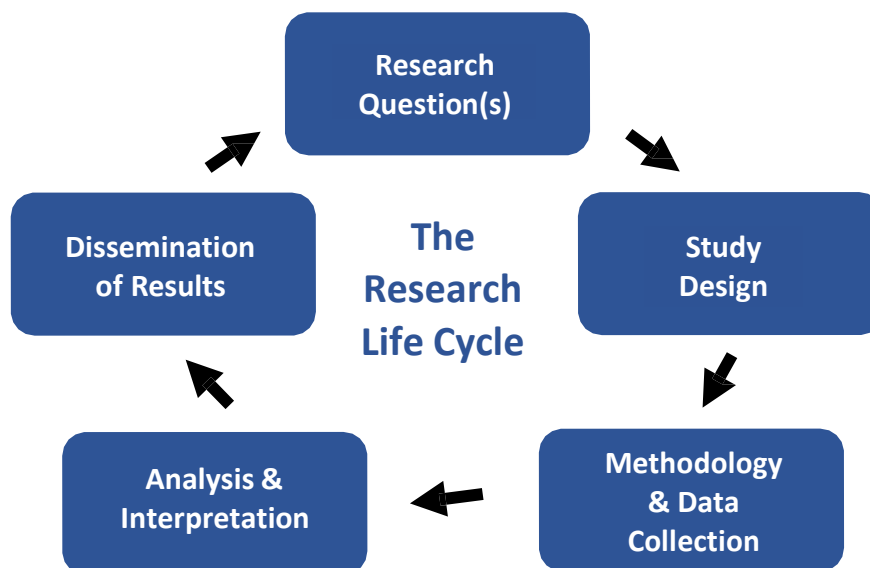 Research
Question(s)
Study
Design
Methodology
& Data
Collection
Analysis &
Interpretation
Dissemination
of Results
The
Research
Life Cycle